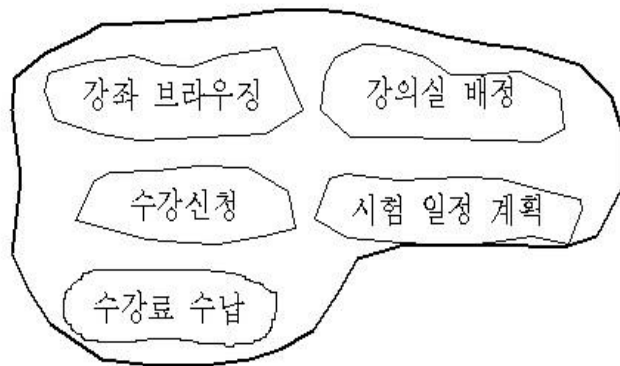 강좌 브라우징
강의실 배정
수강신청
시험 일정 계획
수강료 수납